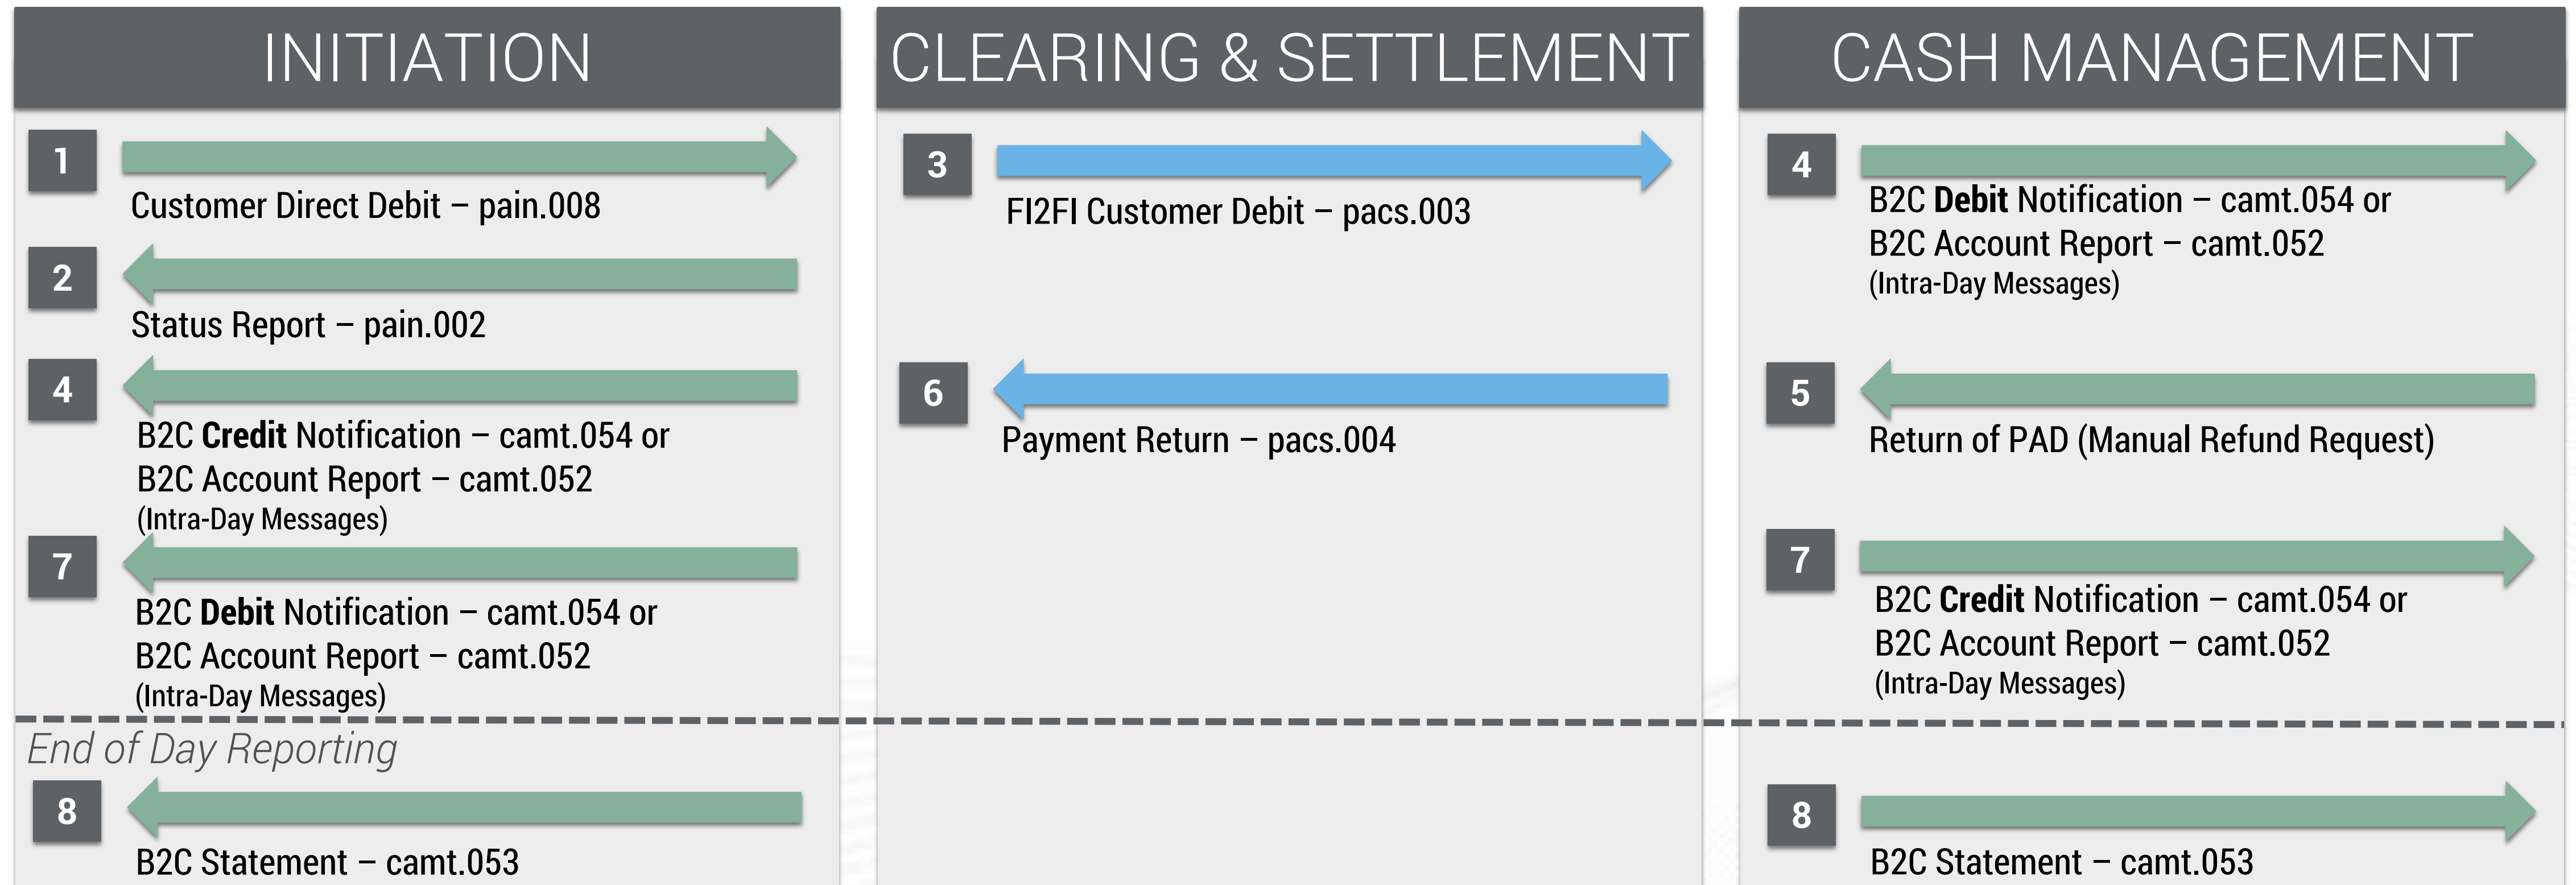 INITIATION
1
Customer Direct Debit – pain.008
2
Status Report – pain.002
4
B2C Credit Notification – camt.054 or
B2C Account Report – camt.052
(Intra-Day Messages)
7
B2C Debit Notification – camt.054 or
B2C Account Report – camt.052
(Intra-Day Messages)
End of Day Reporting
8
B2C Statement – camt.053
CLEARING & SETTLEMENT
3
FI2FI Customer Debit – pacs.003
6
Payment Return – pacs.004
CASH MANAGEMENT
4
B2C Debit Notification – camt.054 or
B2C Account Report – camt.052
(Intra-Day Messages)
5
Return of PAD (Manual Refund Request)
7
B2C Credit Notification – camt.054 or
B2C Account Report – camt.052
(Intra-Day Messages)
8
B2C Statement – camt.053